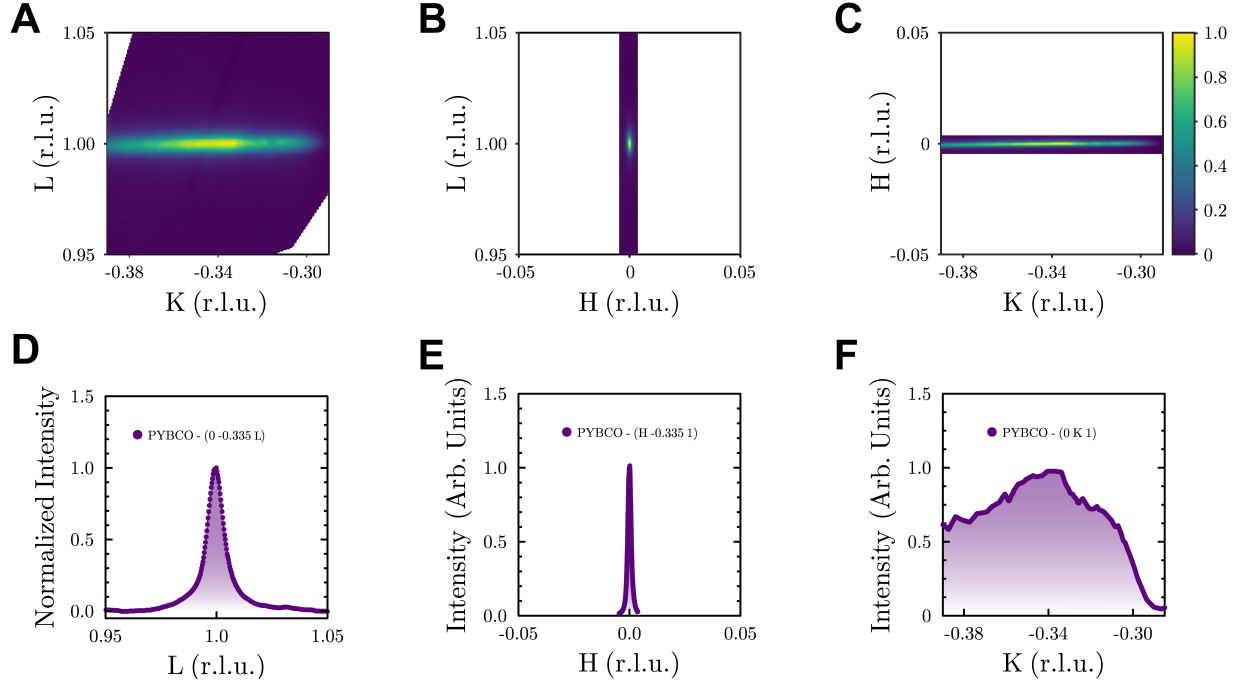 A
1.05
1.00
0.95
L (r.l.u.)
-0.38
-0.34
-0.30
K (r.l.u.)
B
1.05
1.00
0.95
L (r.l.u.)
-0.05
0
0.05
H (r.l.u.)
C
0.05
0
-0.05
H (r.l.u.)
-0.38
-0.34
-0.30
K (r.l.u.)
1.0
0.8
0.6
0.4
0.2
0
D
1.5
1.0
0.5
0.0
Normalized Intensity
PYBCO - (0 -0.335 L)
0.95
1.0
1.05
L (r.l.u.)
E
1.5
1.0
0.5
0.0
Intensity (Arb. Units)
PYBCO - (H -0.335 1)
-0.05
0.0
0.05
H (r.l.u.)
F
1.5
1.0
0.5
0
Intensity (Arb. Units)
PYBCO - (0 K 1)
-0.38
-0.34
-0.30
K (r.l.u.)